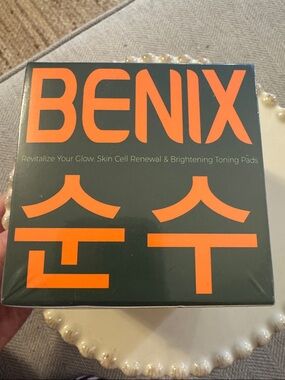 BENIX
Revitalize Your Glow. Skin Cell Renewal & Brightening Toning Pads
순수